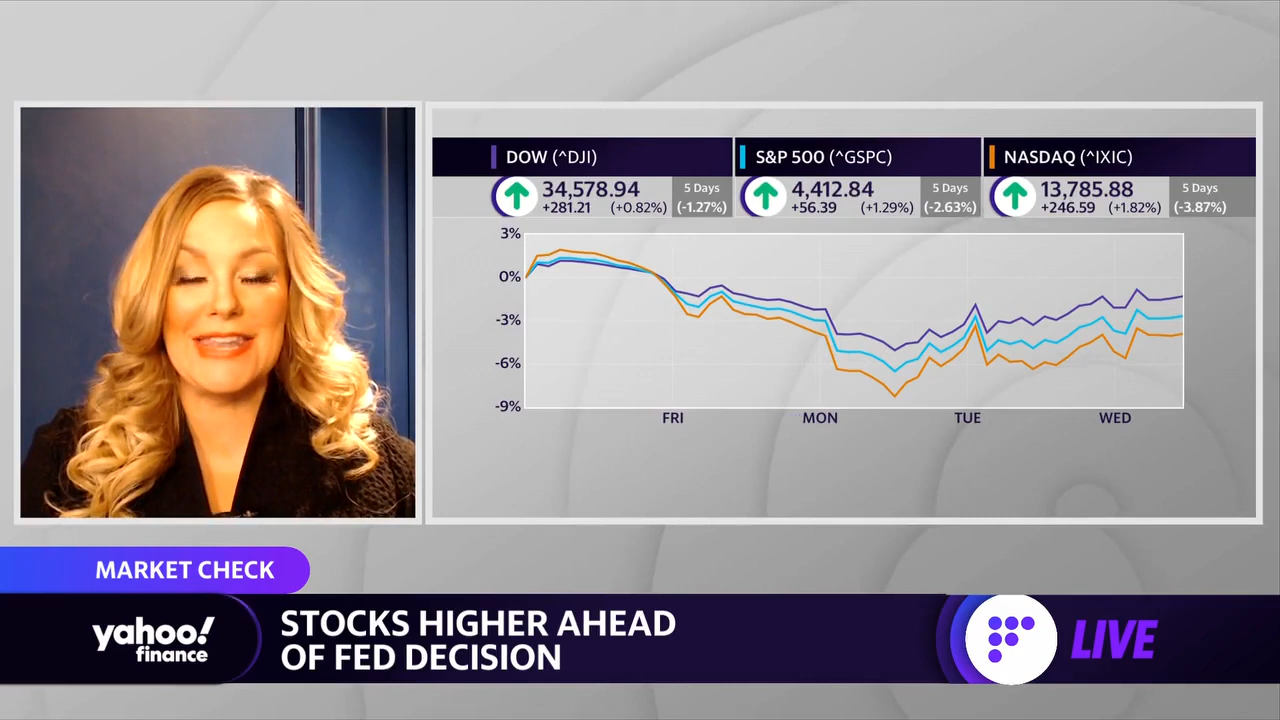 DOW (^DJI)
34,578.94
+281.21 (+0.82%)
5 Days
(-1.27%)
S&P 500 (^GSPC)
4,412.84
+56.39 (+1.29%)
5 Days
(-2.63%)
NASDAQ (^IXIC)
13,785.88
+246.59 (+1.82%)
5 Days
(-3.87%)
3%
0%
-3%
-6%
-9%
FRI MON TUE WED
MARKET CHECK
yahoo!
finance
STOCKS HIGHER AHEAD
OF FED DECISION
LIVE